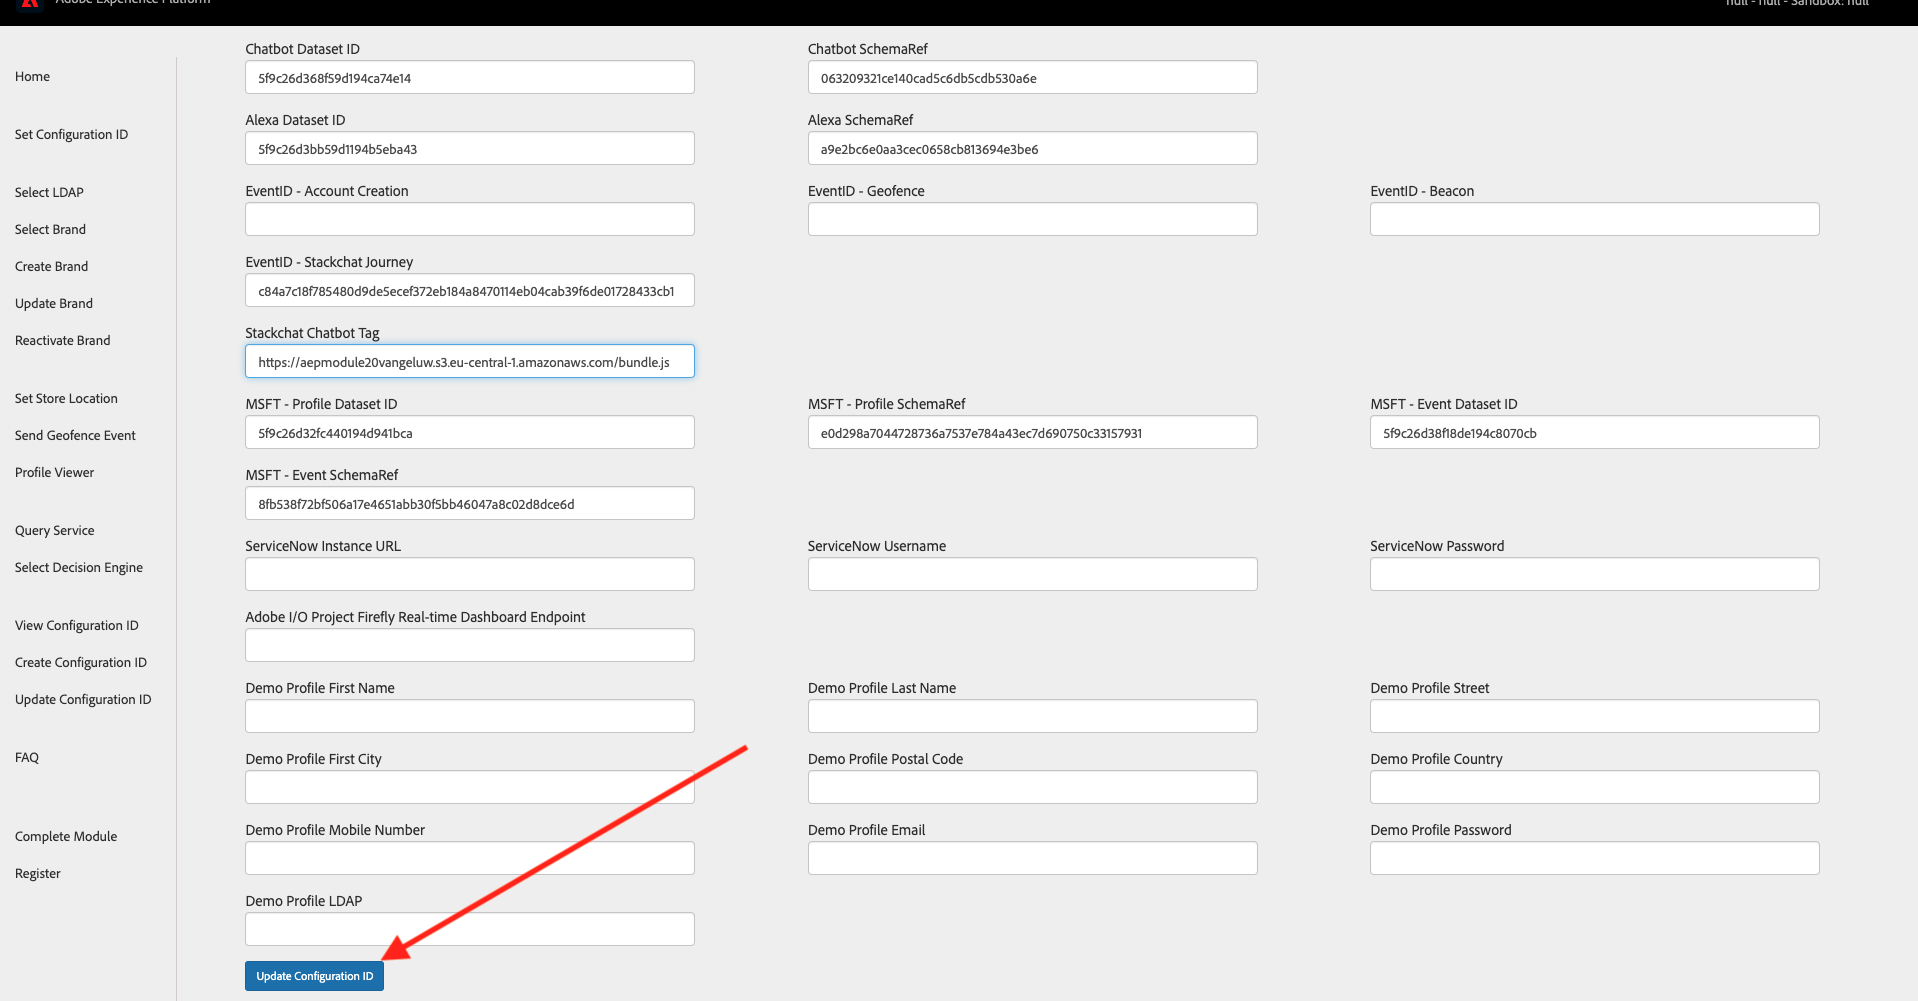 Adobe Experience Platform
null - null - Sandbox: null
Home
Set Configuration ID
Select LDAP
Select Brand
Create Brand
Update Brand
Reactivate Brand
Set Store Location
Send Geofence Event
Profile Viewer
Query Service
Select Decision Engine
View Configuration ID
Create Configuration ID
Update Configuration ID
FAQ
Complete Module
Register
Chatbot Dataset ID
5f9c26d368f59d194ca74e14
Chatbot SchemaRef
063209321ce140cad5c6db5cdb530a6e
Alexa Dataset ID
5f9c26d3bb59d1194b5eba43
Alexa SchemaRef
a9e2bc6e0aa3cec0658cb813694e3be6
EventID - Account Creation
EventID - Geofence
EventID - Beacon
EventID - Stackchat Journey
c84a7c18f785480d9de5ecef372eb184a8470114eb04cab39f6de01728433cb1
Stackchat Chatbot Tag
https://aepmodule20vangeluw.s3.eu-central-1.amazonaws.com/bundle.js
MSFT - Profile Dataset ID
5f9c26d32fc440194d941bca
MSFT - Profile SchemaRef
e0d298a7044728736a7537e784a43ec7d690750c33157931
MSFT - Event Dataset ID
5f9c26d38f18de194c8070cb
MSFT - Event SchemaRef
8fb538f72bf506a17e4651abb30f5bb46047a8c02d8dce6d
ServiceNow Instance URL
ServiceNow Username
ServiceNow Password
Adobe I/O Project Firefly Real-time Dashboard Endpoint
Demo Profile First Name
Demo Profile Last Name
Demo Profile Street
Demo Profile First City
Demo Profile Postal Code
Demo Profile Country
Demo Profile Mobile Number
Demo Profile Email
Demo Profile Password
Demo Profile LDAP
Update Configuration ID